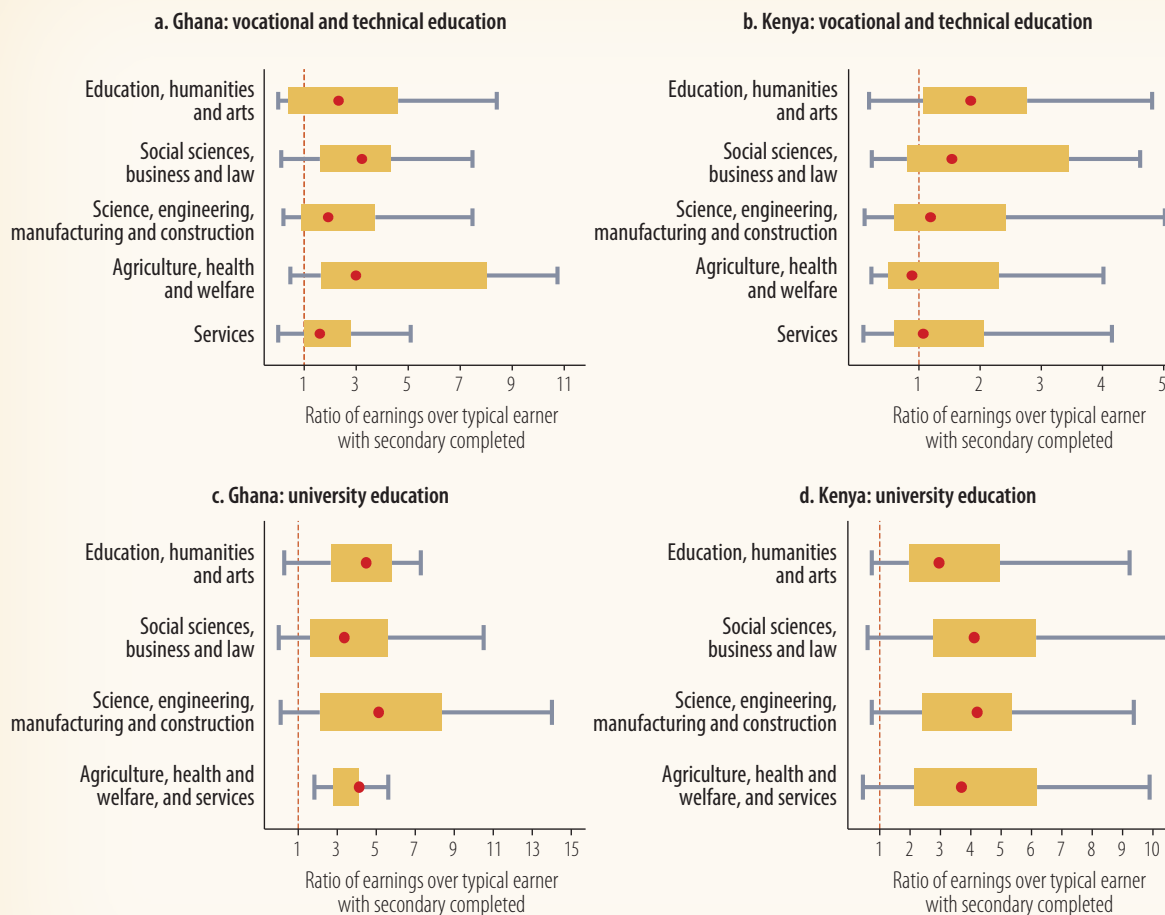 a. Ghana: vocational and technical education
Education, humanities
and arts
Social sciences,
business and law
Science, engineering,
manufacturing and construction
Agriculture, health
and welfare
Services
1 3 5 7 9 11
Ratio of earnings over typical earner
with secondary completed
b. Kenya: vocational and technical education
Education, humanities
and arts
Social sciences,
business and law
Science, engineering,
manufacturing and construction
Agriculture, health
and welfare
Services
1 2 3 4 5
Ratio of earnings over typical earner
with secondary completed
c. Ghana: university education
Education, humanities
and arts
Social sciences,
business and law
Science, engineering,
manufacturing and construction
Agriculture, health and
welfare, and services
1 3 5 7 9 11 13 15
Ratio of earnings over typical earner
with secondary completed
d. Kenya: university education
Education, humanities
and arts
Social sciences,
business and law
Science, engineering,
manufacturing and construction
Agriculture, health and
welfare, and services
1 2 3 4 5 6 7 8 9 10
Ratio of earnings over typical earner
with secondary completed